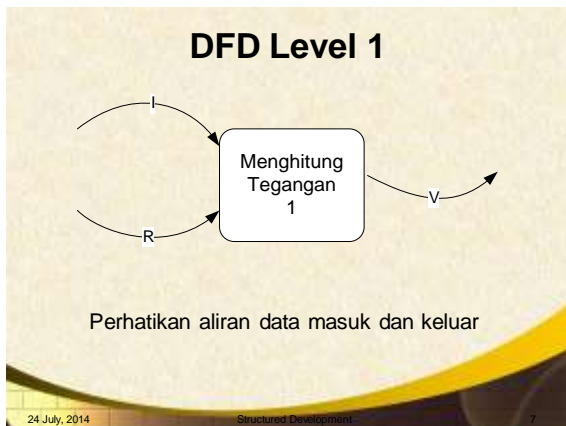 DFD Level 1
I
Menghitung
Tegangan
1
V
R
Perhatikan aliran data masuk dan keluar
24 July, 2014
Structured Development
7